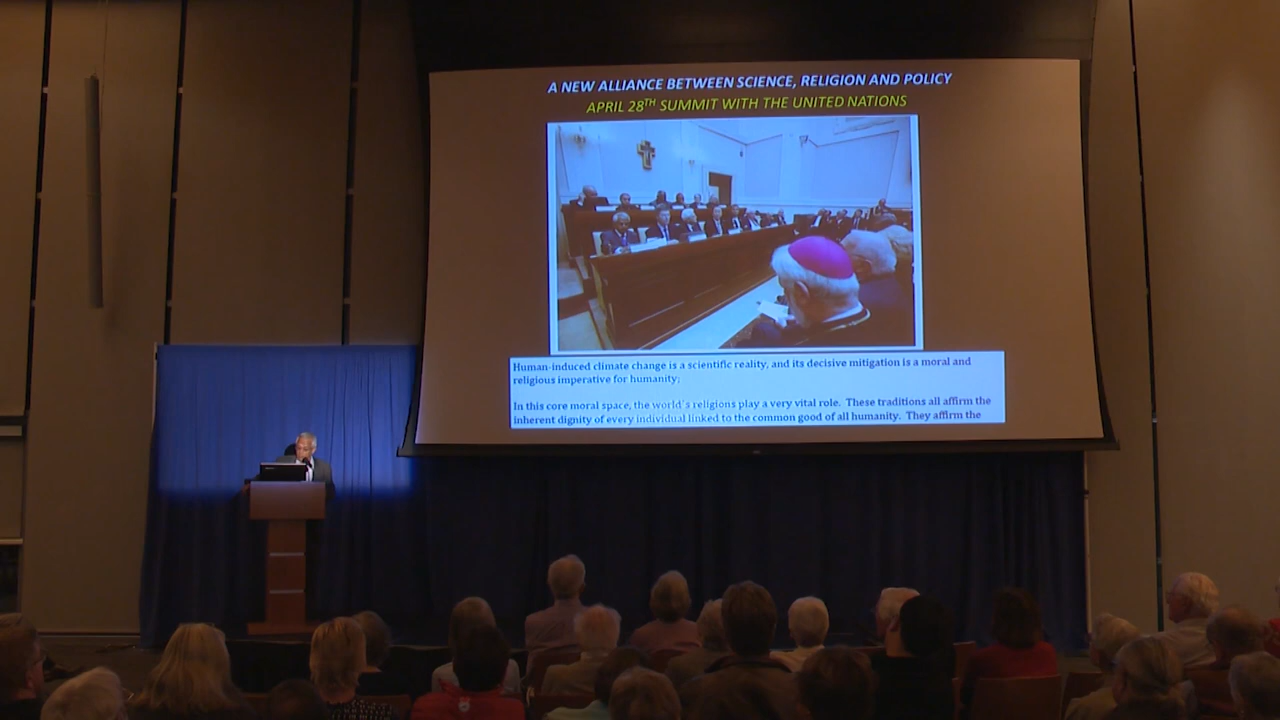 A NEW ALLIANCE BETWEEN SCIENCE, RELIGION AND POLICY
APRIL 28TH SUMMIT WITH THE UNITED NATIONS
Human-induced climate change is a scientific reality, and its decisive mitigation is a moral and
religious imperative for humanity;
In this core moral space, the world's religions play a very vital role. These traditions all affirm the
inherent dignity of every individual linked to the common good of all humanity. They affirm the